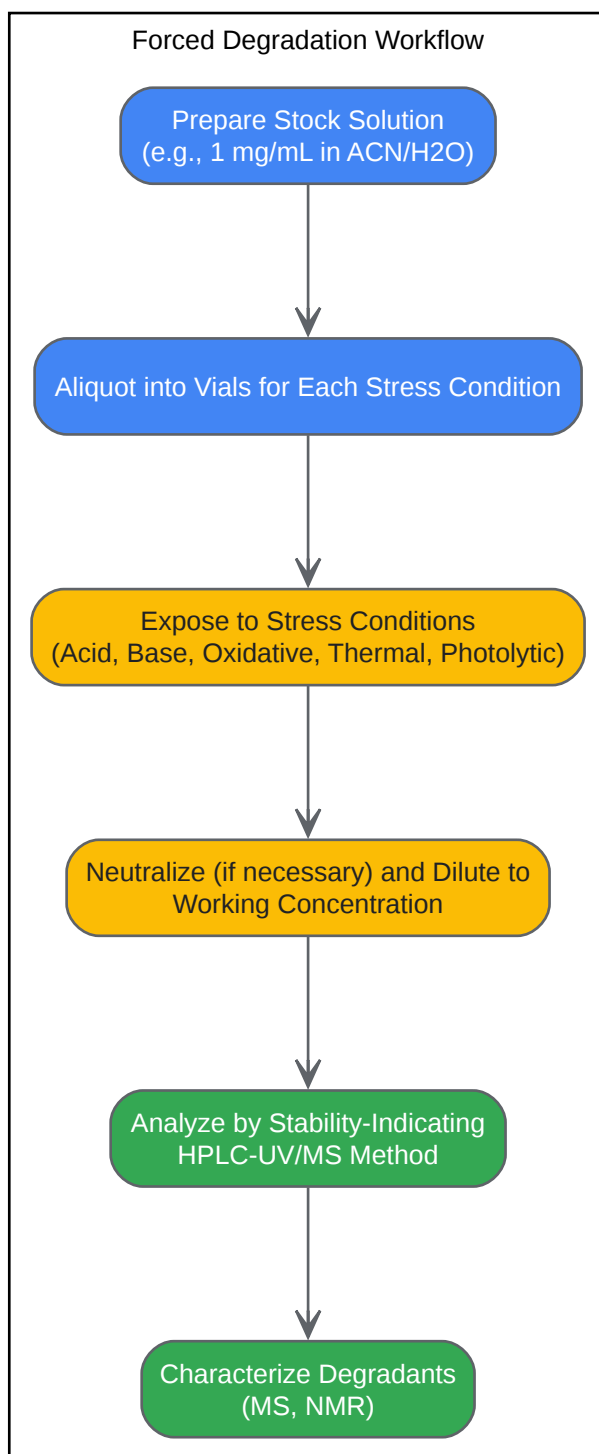 Forced Degradation Workflow
Prepare Stock Solution
(e.g., 1 mg/mL in ACN/H2O)
Aliquot into Vials for Each Stress Condition
Expose to Stress Conditions
(Acid, Base, Oxidative, Thermal, Photolytic)
Neutralize (if necessary) and Dilute to
Working Concentration
Analyze by Stability-Indicating
HPLC-UV/MS Method
Characterize Degradants
(MS, NMR)